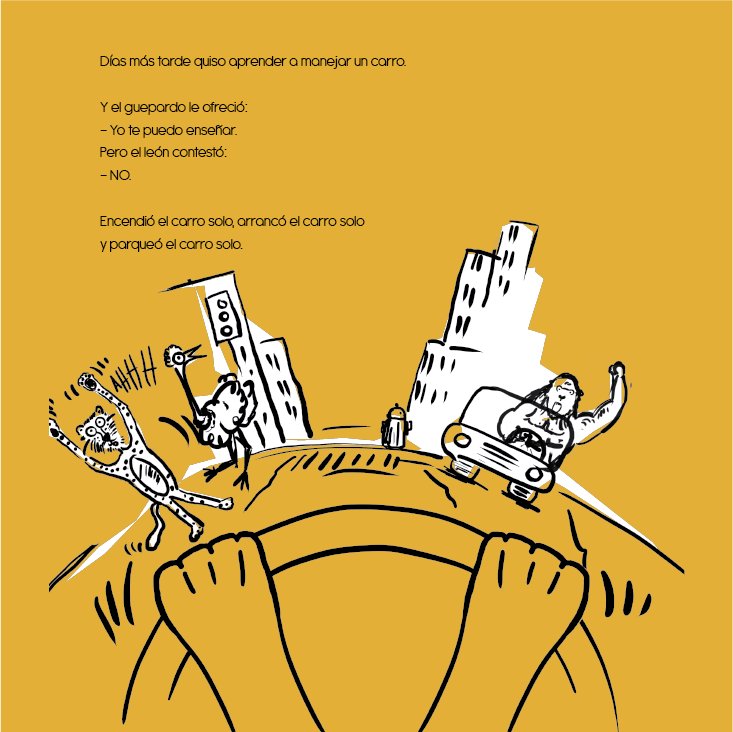 Días más tarde quiso aprender a manejar un carro.
Y el guepardo le ofreció:
– Yo te puedo enseñar.
Pero el león contestó:
– NO.
Encendió el carro solo, arrancó el carro solo
y parqueó el carro solo.
AHHH